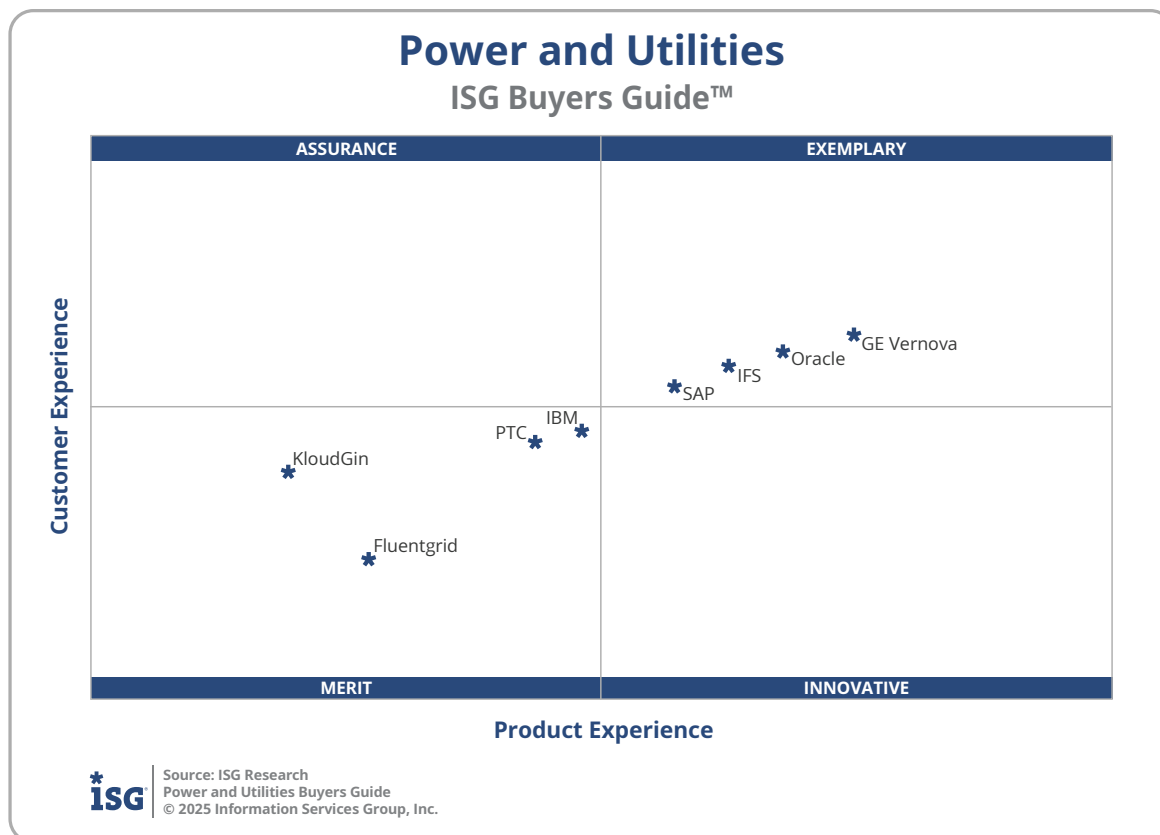 Power and Utilities
ISG Buyers Guide™
ASSURANCE
EXEMPLARY
GE Vernova
Oracle
IFS
SAP
IBM
PTC
KloudGin
Fluentgrid
Customer Experience
MERIT
INNOVATIVE
Product Experience
ISG
Source: ISG Research
Power and Utilities Buyers Guide
© 2025 Information Services Group, Inc.